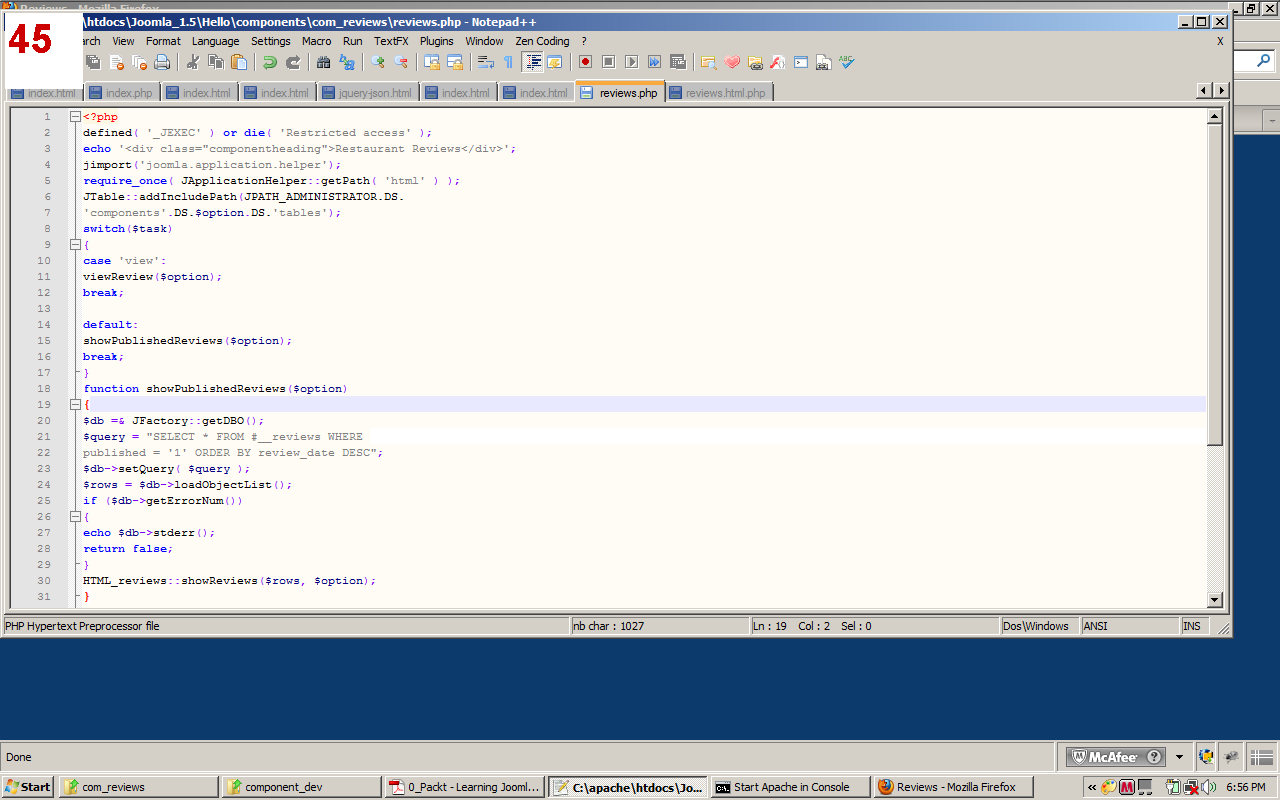 Reviews - Mozilla Firefox
45
\htdocs\Joomla_1.5\Hello\components\com_reviews\reviews.php - Notepad++
arch View Format Language Settings Macro Run TextFX Plugins Window Zen Coding ? X
index.html index.php index.html index.html jquery-json.html index.html index.html reviews.php reviews.html.php
1 <?php
2 defined( '_JEXEC' ) or die( 'Restricted access' );
3 echo '<div class="componentheading">Restaurant Reviews</div>';
4 jimport('joomla.application.helper');
5 require_once( JApplicationHelper::getPath( 'html' ) );
6 JTable::addIncludePath(JPATH_ADMINISTRATOR.DS.
7 'components'.DS.$option.DS.'tables');
8 switch($task)
9 {
10 case 'view':
11 viewReview($option);
12 break;
13
14 default:
15 showPublishedReviews($option);
16 break;
17 }
18 function showPublishedReviews($option)
19 {
20 $db =& JFactory::getDBO();
21 $query = "SELECT * FROM #__reviews WHERE
22 published = '1' ORDER BY review_date DESC";
23 $db->setQuery( $query );
24 $rows = $db->loadObjectList();
25 if ($db->getErrorNum())
26 {
27 echo $db->stderr();
28 return false;
29 }
30 HTML_reviews::showReviews($rows, $option);
31 }
PHP Hypertext Preprocessor file nb char : 1027 Ln : 19 Col : 2 Sel : 0 Dos\Windows ANSI INS
Done McAfee ?
Start com_reviews component_dev 0_Packt - Learning Jooml... C:\apache\htdocs\Jo... Start Apache in Console Reviews - Mozilla Firefox « 6:56 PM